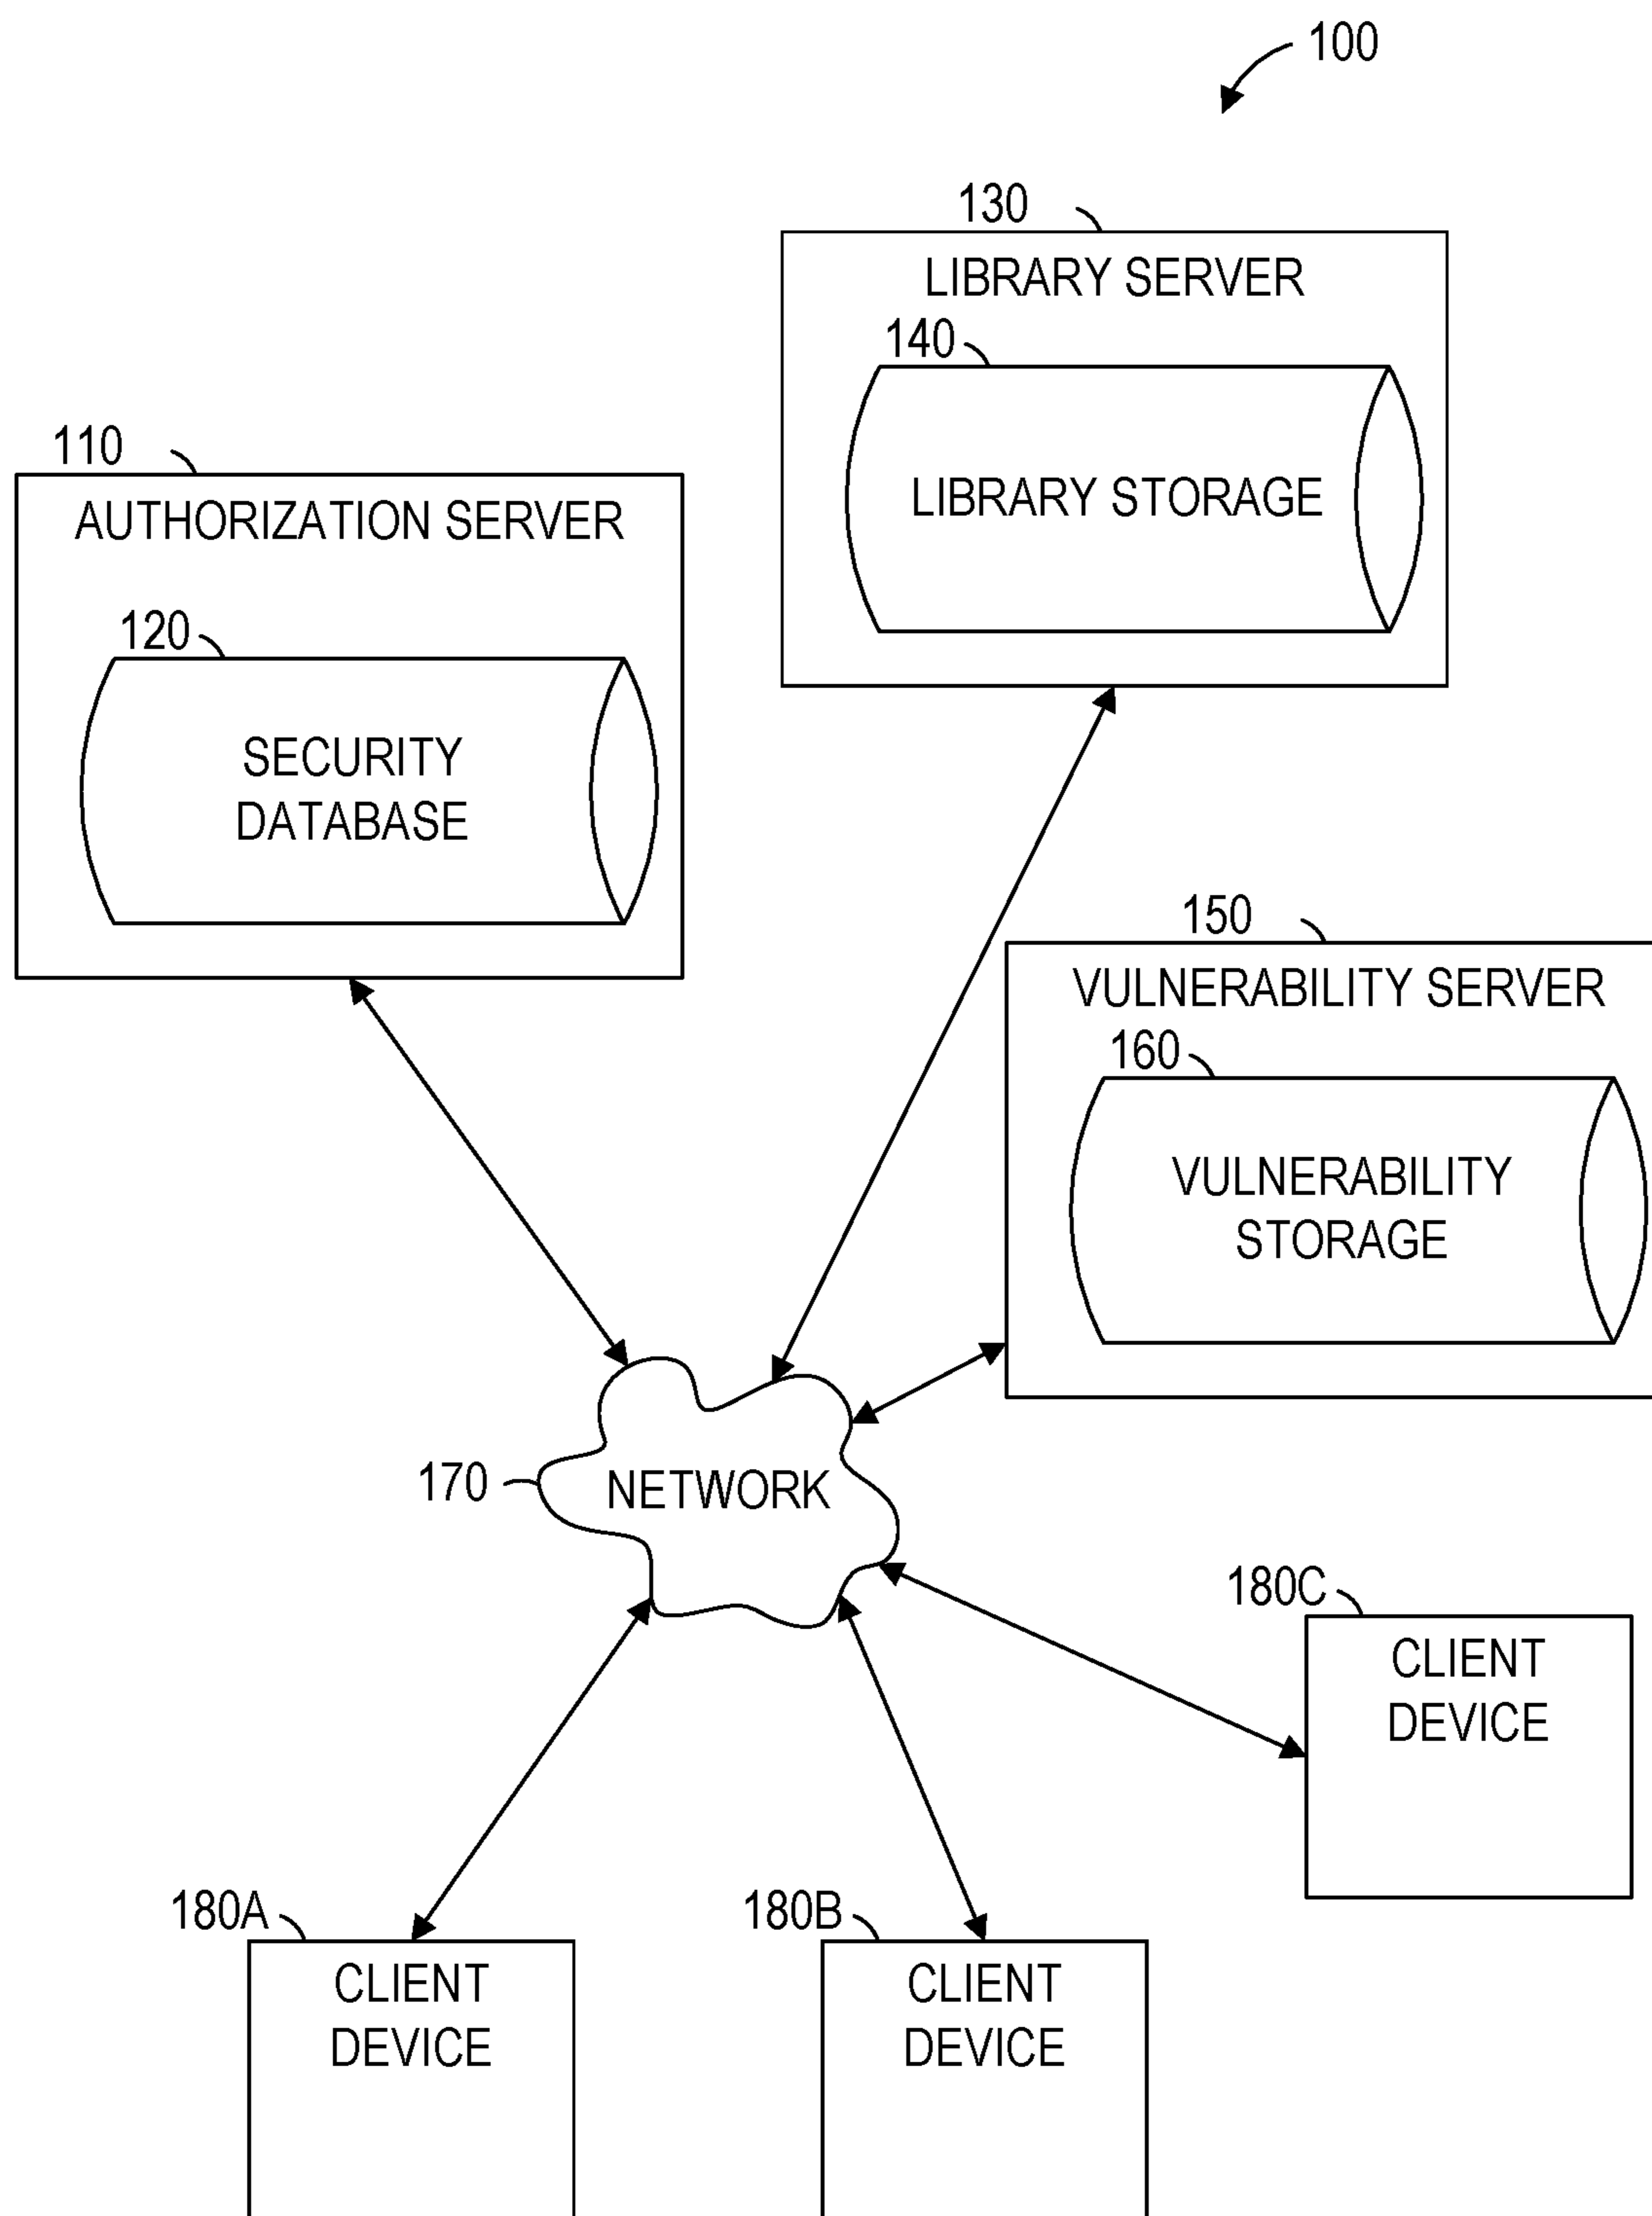 100
130
LIBRARY SERVER
140
LIBRARY STORAGE
110
AUTHORIZATION SERVER
120
SECURITY
DATABASE
150
VULNERABILITY SERVER
160
VULNERABILITY
STORAGE
170
NETWORK
180C
CLIENT
DEVICE
180A
CLIENT
DEVICE
180B
CLIENT
DEVICE